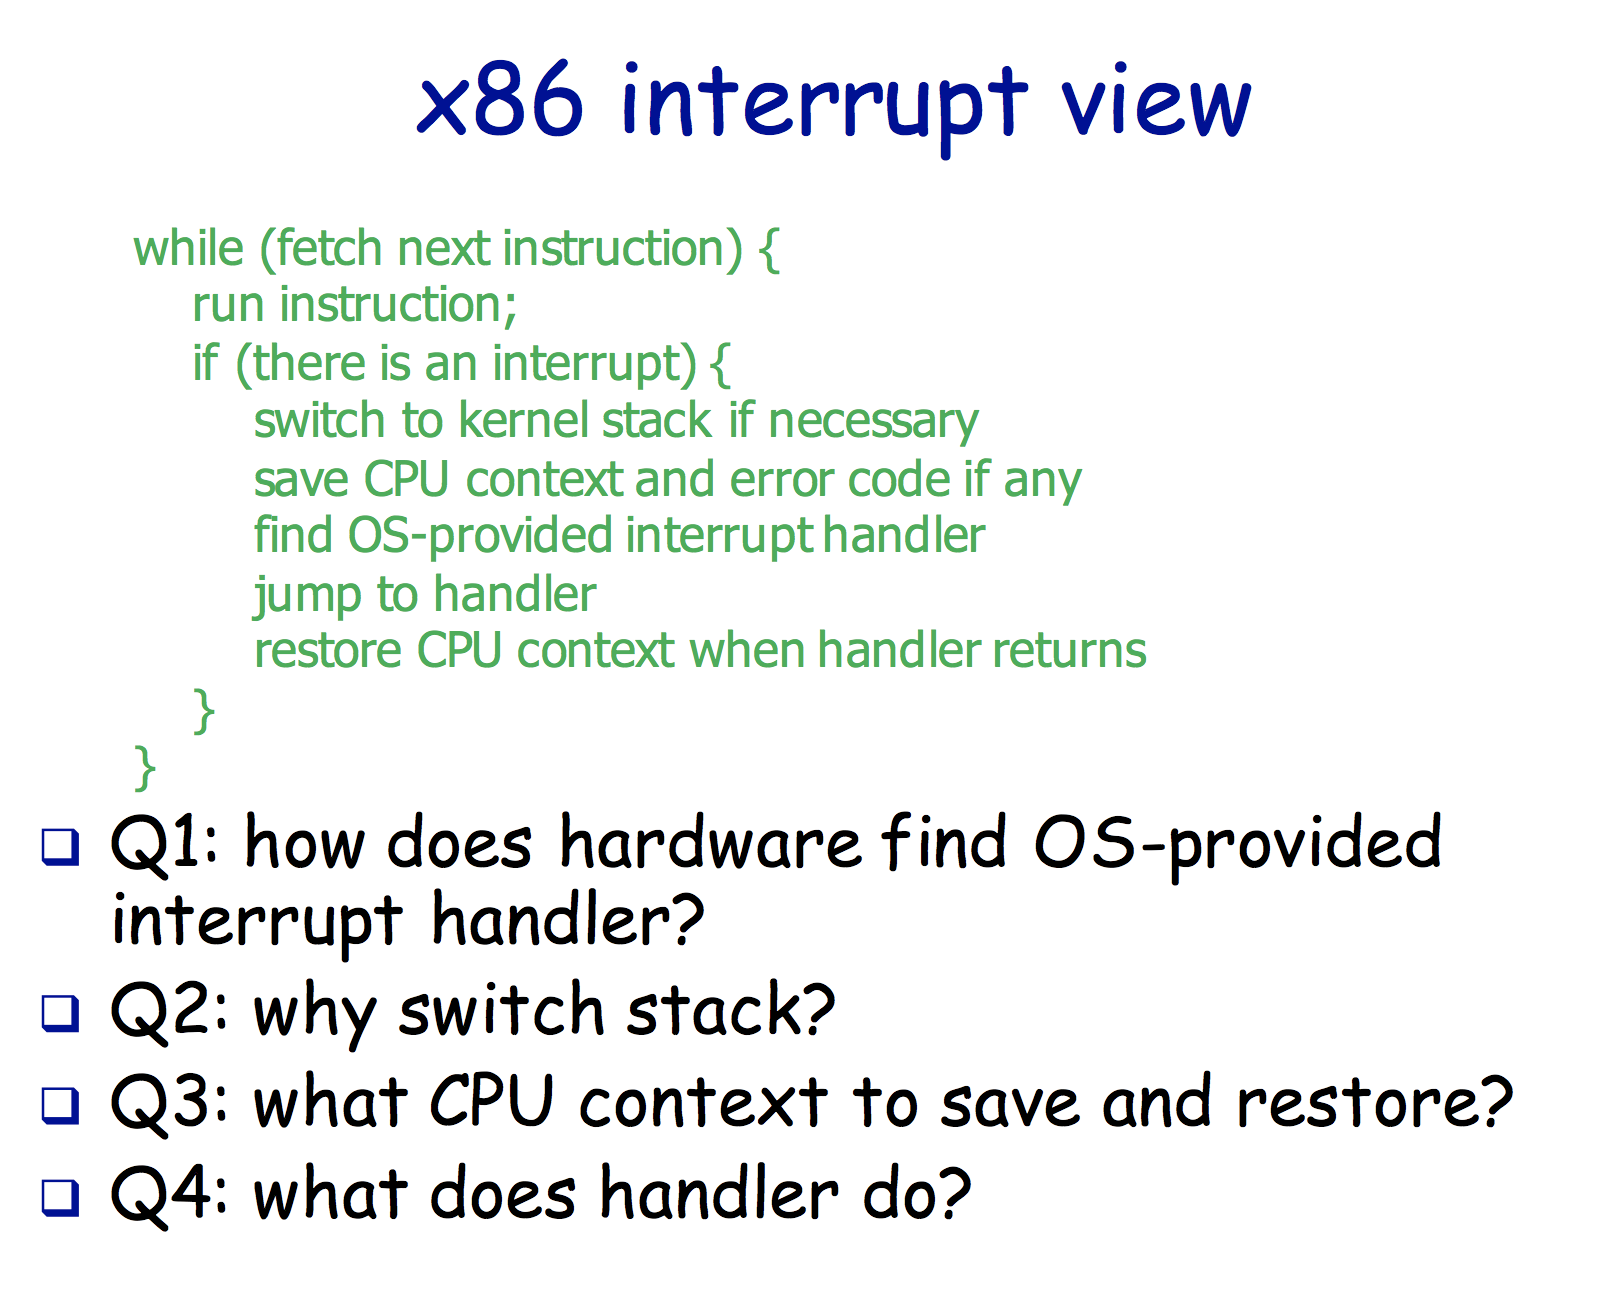 x86 interrupt view
while (fetch next instruction) {
run instruction;
if (there is an interrupt) {
switch to kernel stack if necessary
save CPU context and error code if any
find OS-provided interrupt handler
jump to handler
restore CPU context when handler returns
}
}
Q1: how does hardware find OS-provided
interrupt handler?
Q2: why switch stack?
Q3: what CPU context to save and restore?
Q4: what does handler do?